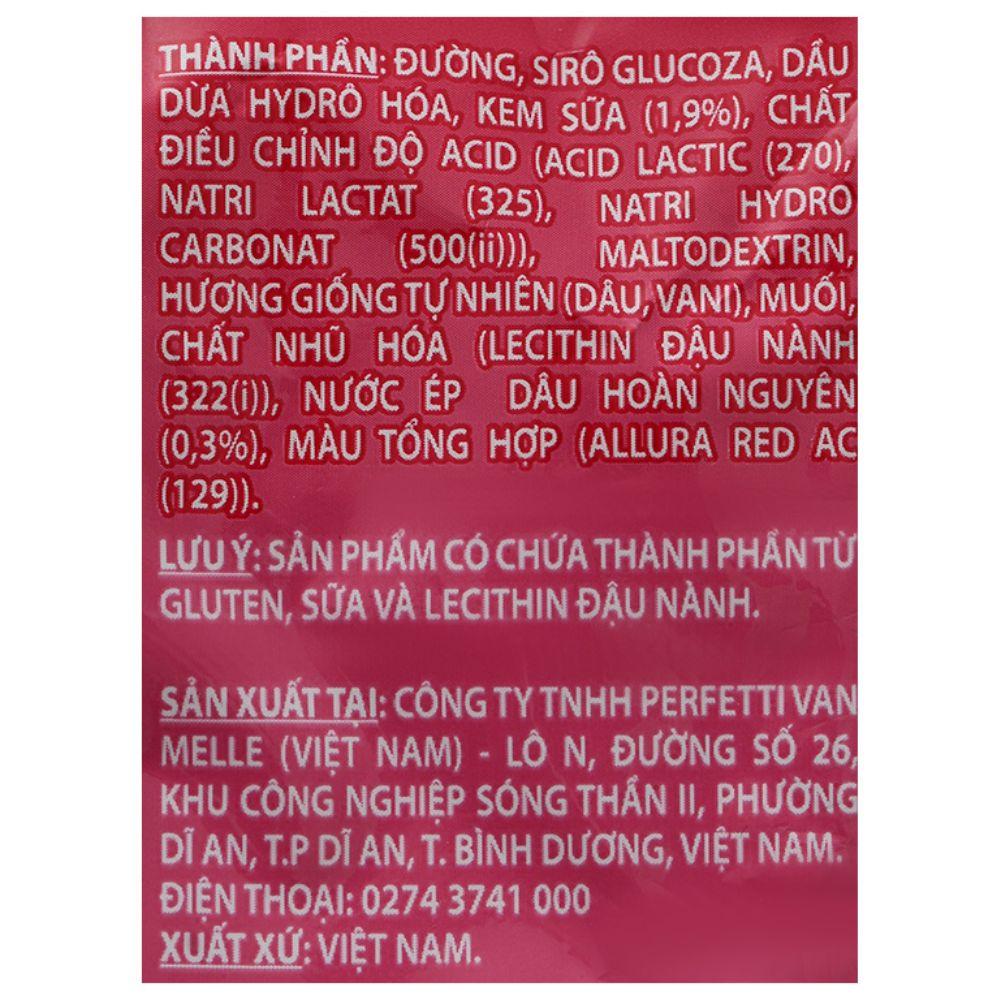 THÀNH PHẦN: ĐƯỜNG, SIRÔ GLUCOZA, DẦU
DỪA HYDRÔ HÓA, KEM SỮA (1,9%), CHẤT
ĐIỀU CHỈNH ĐỘ ACID (ACID LACTIC (270),
NATRI LACTAT (325), NATRI HYDRO
CARBONAT (500(ii))), MALTODEXTRIN,
HƯƠNG GIỐNG TỰ NHIÊN (DÂU, VANI), MUỐI,
CHẤT NHŨ HÓA (LECITHIN ĐẬU NÀNH
(322(i)), NƯỚC ÉP DÂU HOÀN NGUYÊN
(0,3%), MÀU TỔNG HỢP (ALLURA RED AC
(129)).
LƯU Ý: SẢN PHẨM CÓ CHỨA THÀNH PHẦN TỪ
GLUTEN, SỮA VÀ LECITHIN ĐẬU NÀNH.
SẢN XUẤT TẠI: CÔNG TY TNHH PERFETTI VAN
MELLE (VIỆT NAM) - LÔ N, ĐƯỜNG SỐ 26,
KHU CÔNG NGHIỆP SÓNG THẦN II, PHƯỜNG
DĨ AN, T.P DĨ AN, T. BÌNH DƯƠNG, VIỆT NAM.
ĐIỆN THOẠI: 0274 3741 000
XUẤT XỨ: VIỆT NAM.